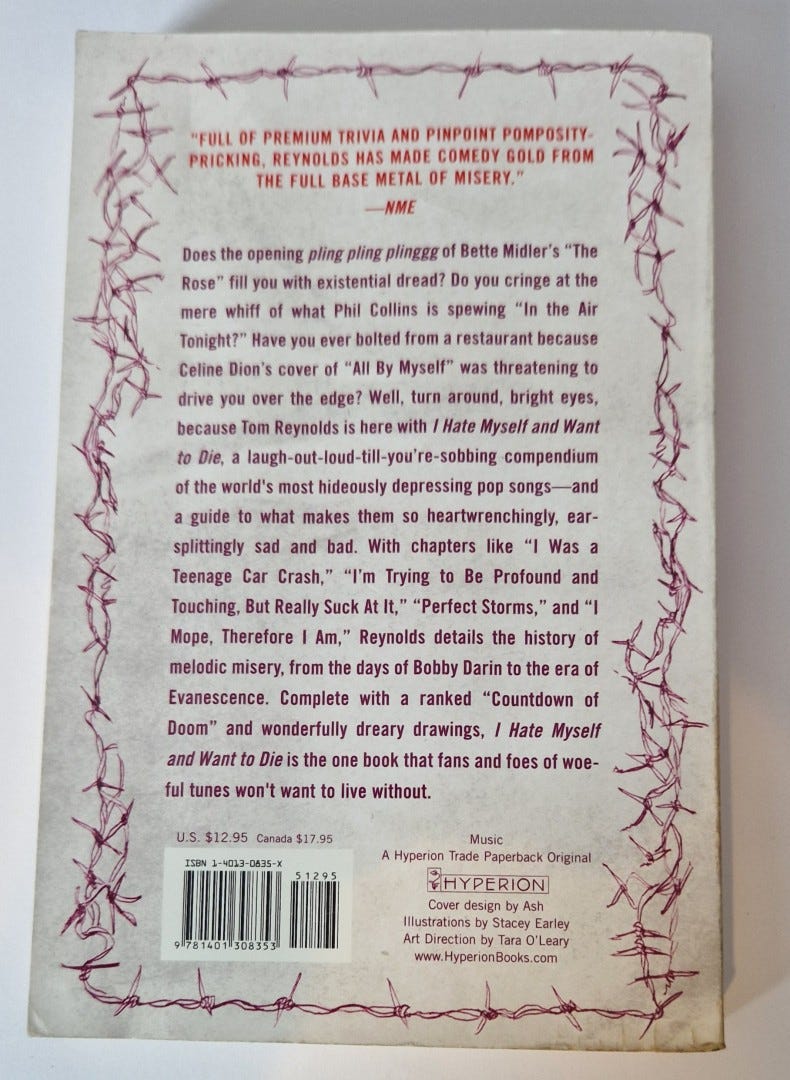 "FULL OF PREMIUM TRIVIA AND PINPOINT POMPOSITY-
PRICKING, REYNOLDS HAS MADE COMEDY GOLD FROM
THE FULL BASE METAL OF MISERY."
—NME
Does the opening pling pling plinggg of Bette Midler's "The
Rose" fill you with existential dread? Do you cringe at the
mere whiff of what Phil Collins is spewing "In the Air
Tonight?" Have you ever bolted from a restaurant because
Celine Dion's cover of "All By Myself" was threatening to
drive you over the edge? Well, turn around, bright eyes,
because Tom Reynolds is here with I Hate Myself and Want
to Die, a laugh-out-loud-till-you're-sobbing compendium
of the world's most hideously depressing pop songs—and
a guide to what makes them so heartwrenchingly, ear-
splittingly sad and bad. With chapters like "I Was a
Teenage Car Crash," "I'm Trying to Be Profound and
Touching, But Really Suck At It," "Perfect Storms," and "I
Mope, Therefore I Am," Reynolds details the history of
melodic misery, from the days of Bobby Darin to the era of
Evanescence. Complete with a ranked "Countdown of
Doom" and wonderfully dreary drawings, I Hate Myself
and Want to Die is the one book that fans and foes of woe-
ful tunes won't want to live without.
U.S. $12.95 Canada $17.95
ISBN 1-4013-0835-X
51295
9 781401 308353
Music
A Hyperion Trade Paperback Original
HYPERION
Cover design by Ash
Illustrations by Stacey Earley
Art Direction by Tara O'Leary
www.HyperionBooks.com